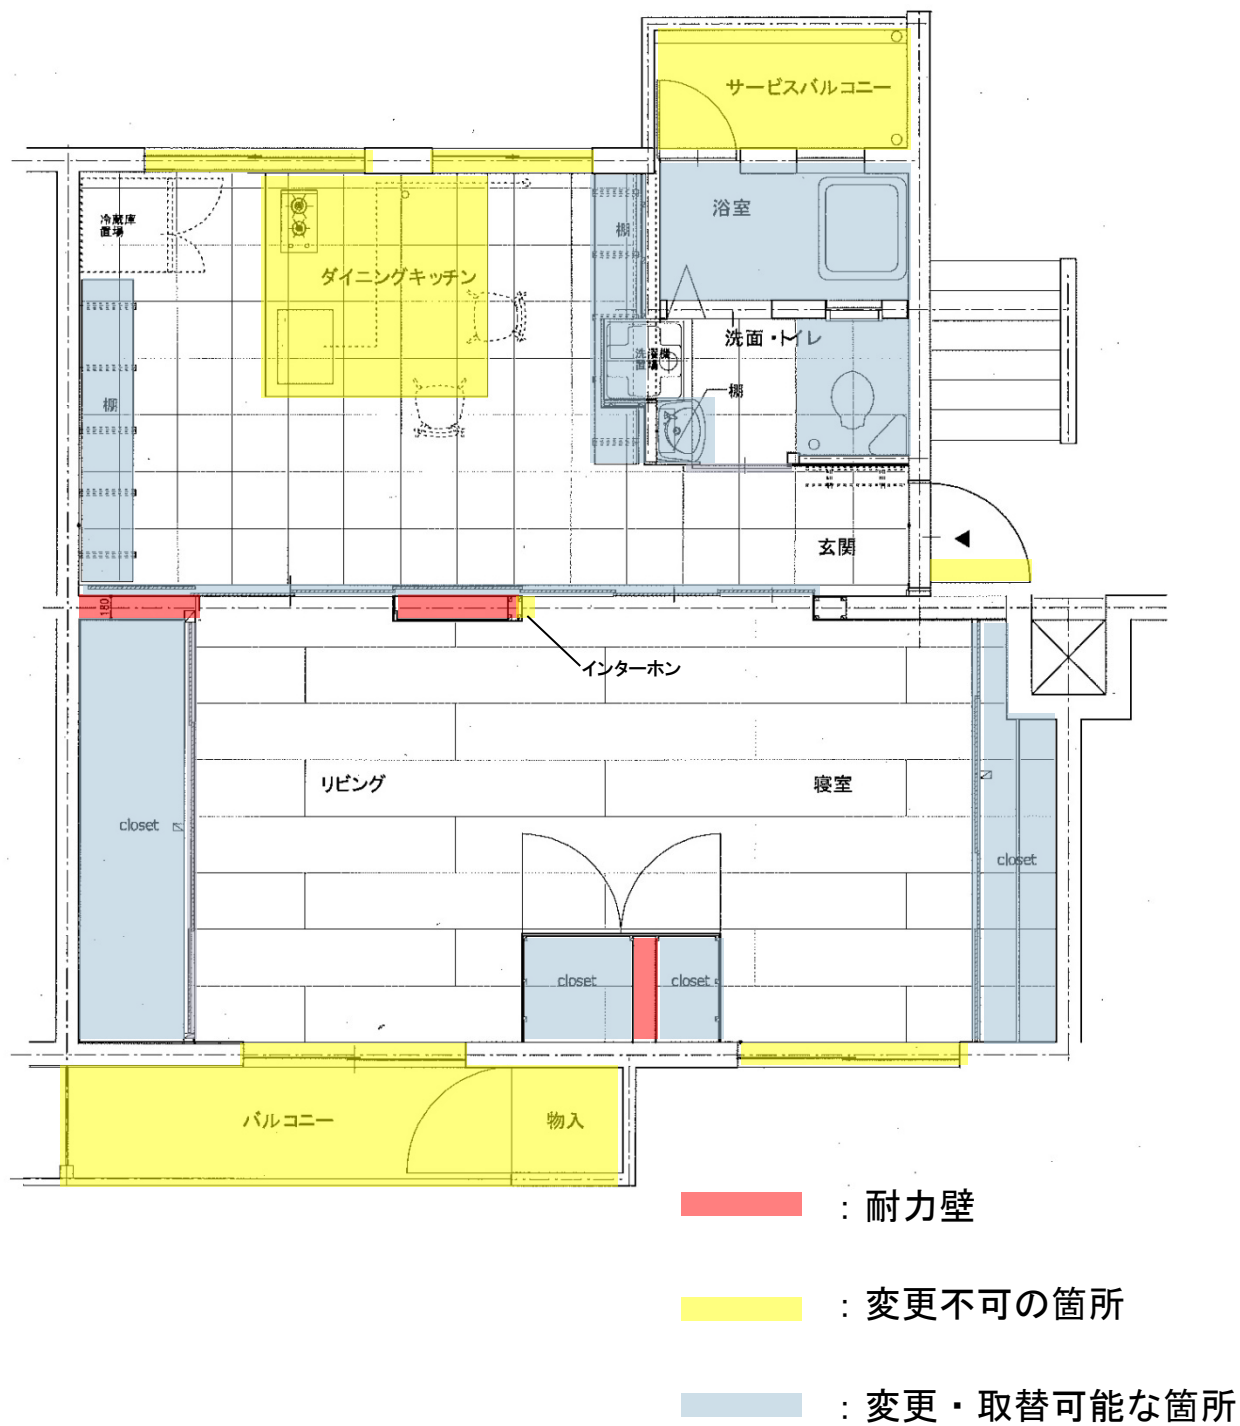 サービスバルコニー
冷蔵庫
置場
棚
浴室
ダイニングキッチン
洗面・トイレ
洗濯機
置場
棚
棚
玄関
180
インターホン
リビング
寝室
closet
closet
closet
closet
バルコニー
物入
：耐力壁
：変更不可の箇所
：変更・取替可能な箇所